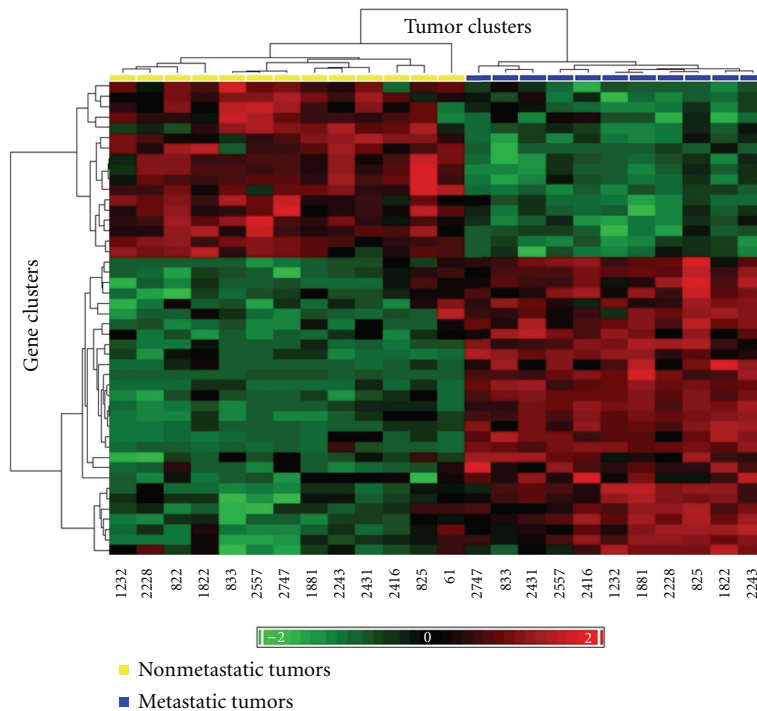 Tumor clusters
Gene clusters
1232 2228 822 1822 833 2557 2747 1881 2243 2431 2416 825 61 2747 833 2431 2557 2416 1232 1881 2228 825 1822 2243
−2 0 2
Nonmetastatic tumors
Metastatic tumors